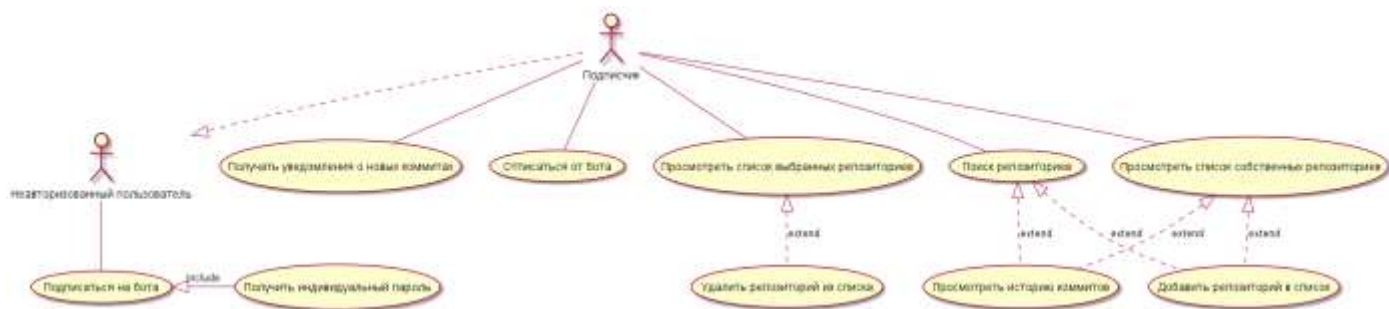 Подписчик
Неавторизованный пользователь
Получать уведомления о новых коммитах
Отписаться от бота
Просмотреть список выбранных репозиториев
Поиск репозиториев
Просмотреть список собственных репозиториев
extend
extend
extend
extend
extend
Подписаться на бота
include
Получить индивидуальный пароль
Удалить репозиторий из списка
Просмотреть историю коммитов
Добавить репозиторий в список